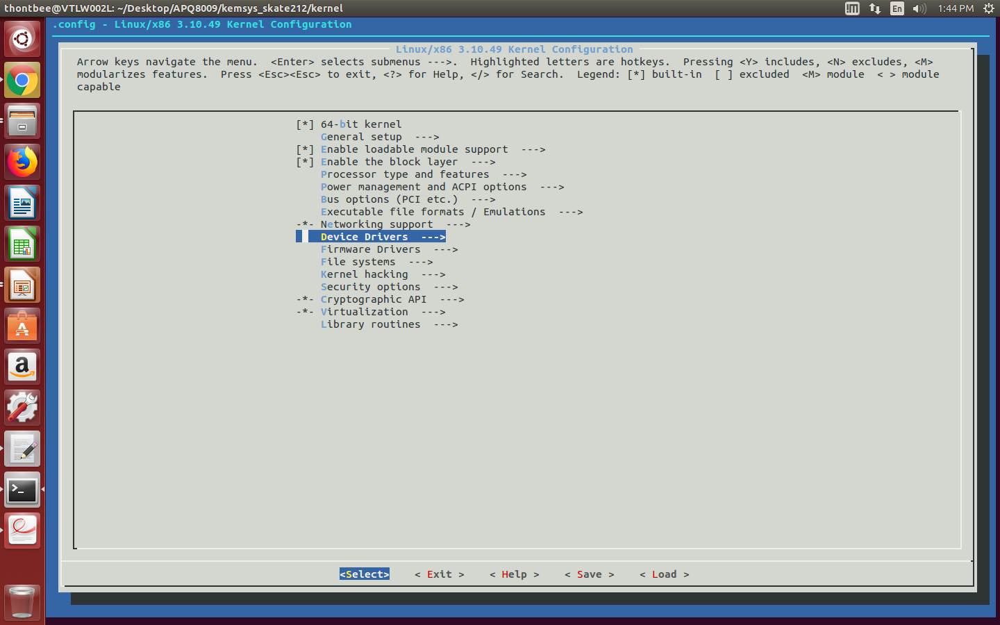 thontbee@VTLW002L: ~/Desktop/APQ8009/kemsys_skate212/kernel
En
1:44 PM
.config - Linux/x86 3.10.49 Kernel Configuration
Linux/x86 3.10.49 Kernel Configuration
Arrow keys navigate the menu.  <Enter> selects submenus --->.  Highlighted letters are hotkeys.  Pressing <Y> includes, <N> excludes, <M>
modularizes features.  Press <Esc><Esc> to exit, <?> for Help, </> for Search.  Legend: [*] built-in  [ ] excluded  <M> module  < > module
capable
[*] 64-bit kernel
General setup  --->
[*] Enable loadable module support  --->
[*] Enable the block layer  --->
Processor type and features  --->
Power management and ACPI options  --->
Bus options (PCI etc.)  --->
Executable file formats / Emulations  --->
-*- Networking support  --->
Device Drivers  --->
Firmware Drivers  --->
File systems  --->
Kernel hacking  --->
Security options  --->
-*- Cryptographic API  --->
-*- Virtualization  --->
Library routines  --->
<Select>    < Exit >    < Help >    < Save >    < Load >